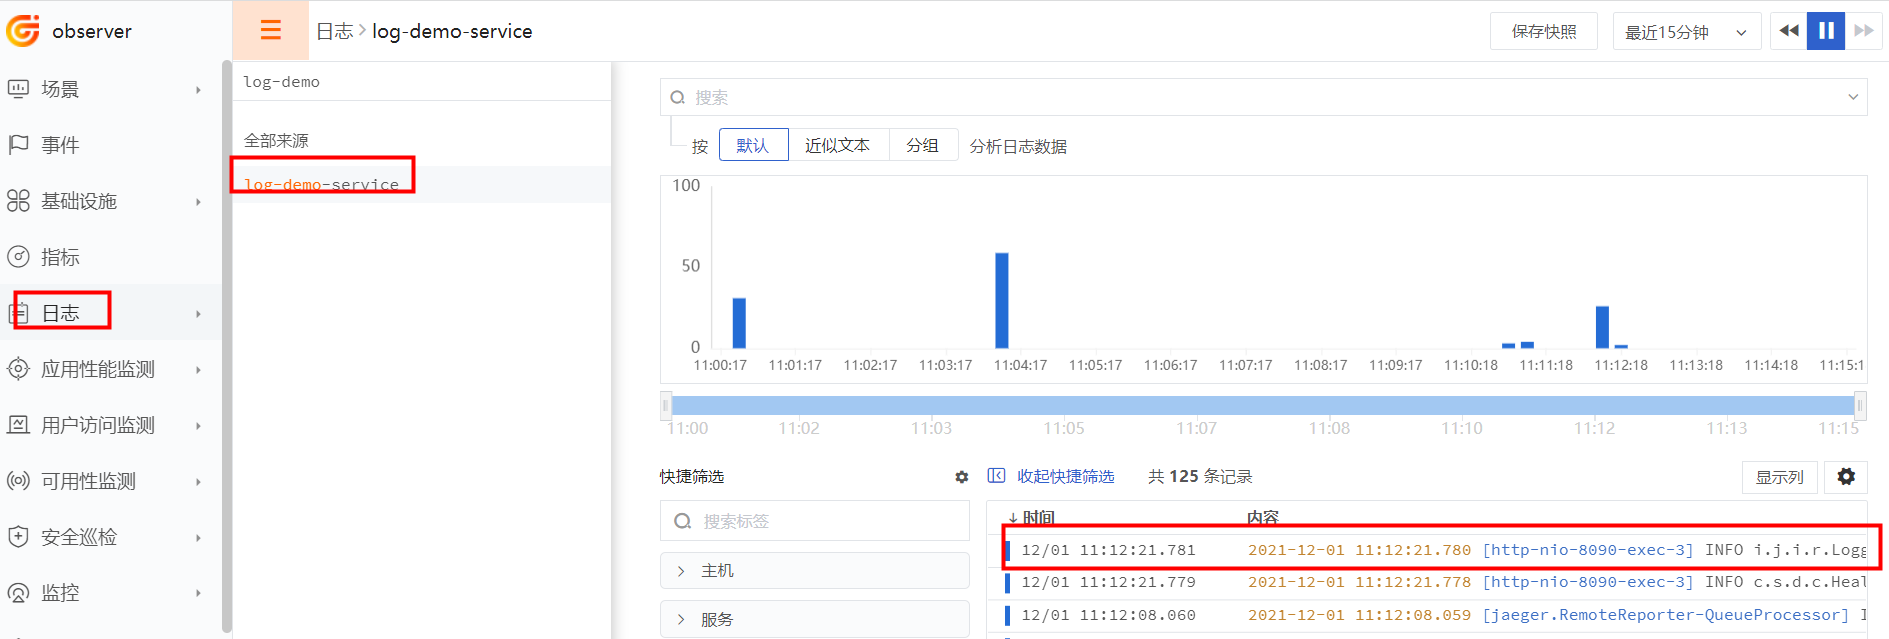 observer
日志 > log-demo-service
保存快照
最近15分钟
场景
事件
基础设施
指标
日志
应用性能监测
用户访问监测
可用性监测
安全巡检
监控
log-demo
全部来源
log-demo-service
搜索
按 默认 近似文本 分组 分析日志数据
100
50
0
11:00:17 11:01:17 11:02:17 11:03:17 11:04:17 11:05:17 11:06:17 11:07:17 11:08:17 11:09:17 11:10:18 11:11:18 11:12:18 11:13:18 11:14:18 11:15:1
11:00 11:02 11:03 11:05 11:07 11:08 11:10 11:12 11:13 11:15
快捷筛选
搜索标签
主机
服务
收起快捷筛选 共 125 条记录 显示列
↓ 时间 内容
12/01 11:12:21.781 2021-12-01 11:12:21.780 [http-nio-8090-exec-3] INFO i.j.i.r.Logg
12/01 11:12:21.779 2021-12-01 11:12:21.778 [http-nio-8090-exec-3] INFO c.s.d.c.Heal
12/01 11:12:08.060 2021-12-01 11:12:08.059 [jaeger.RemoteReporter-QueueProcessor] I